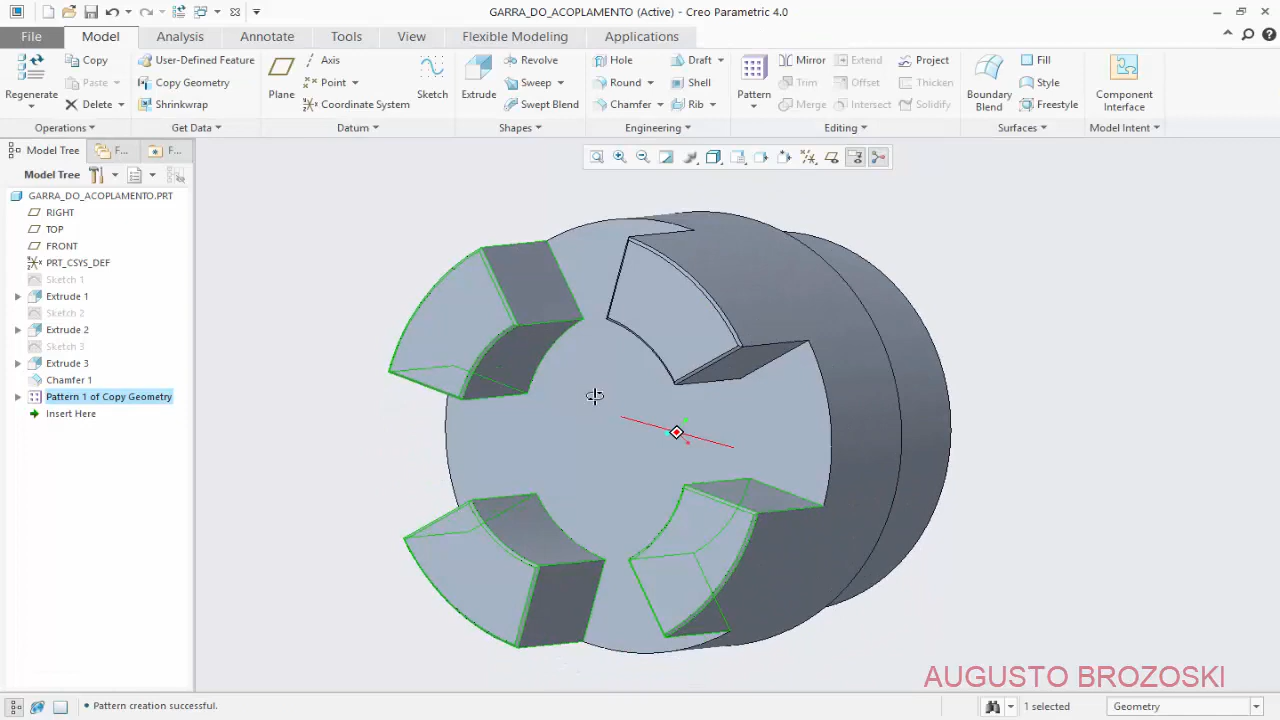 GARRA_DO_ACOPLAMENTO (Active) - Creo Parametric 4.0
File Model Analysis Annotate Tools View Flexible Modeling Applications
Regenerate Copy Paste Delete
User-Defined Feature Copy Geometry Shrinkwrap
Plane Axis Point Coordinate System Sketch
Extrude Revolve Sweep Swept Blend
Hole Round Chamfer Draft Shell Rib
Pattern Mirror Trim Merge Extend Offset Intersect Project Thicken Solidify
Boundary Blend Fill Style Freestyle
Component Interface
Operations Get Data Datum Shapes Engineering Editing Surfaces Model Intent
Model Tree F... F...
Model Tree
GARRA_DO_ACOPLAMENTO.PRT
RIGHT
TOP
FRONT
PRT_CSYS_DEF
Sketch 1
Extrude 1
Sketch 2
Extrude 2
Sketch 3
Extrude 3
Chamfer 1
Pattern 1 of Copy Geometry
Insert Here
AUGUSTO BROZOSKI
• Pattern creation successful. 1 selected Geometry